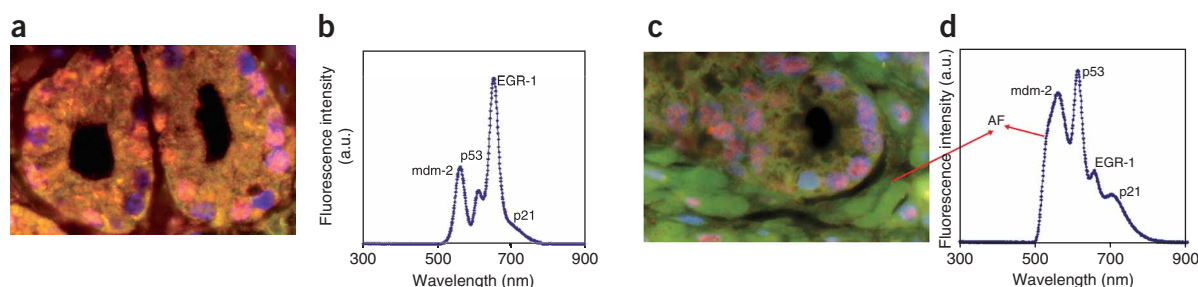 a
b
Fluorescence intensity
(a.u.)
EGR-1
p53
mdm-2
p21
300 500 700 900
Wavelength (nm)
c
d
Fluorescence intensity (a.u.)
p53
mdm-2
AF
EGR-1
p21
300 500 700 900
Wavelength (nm)